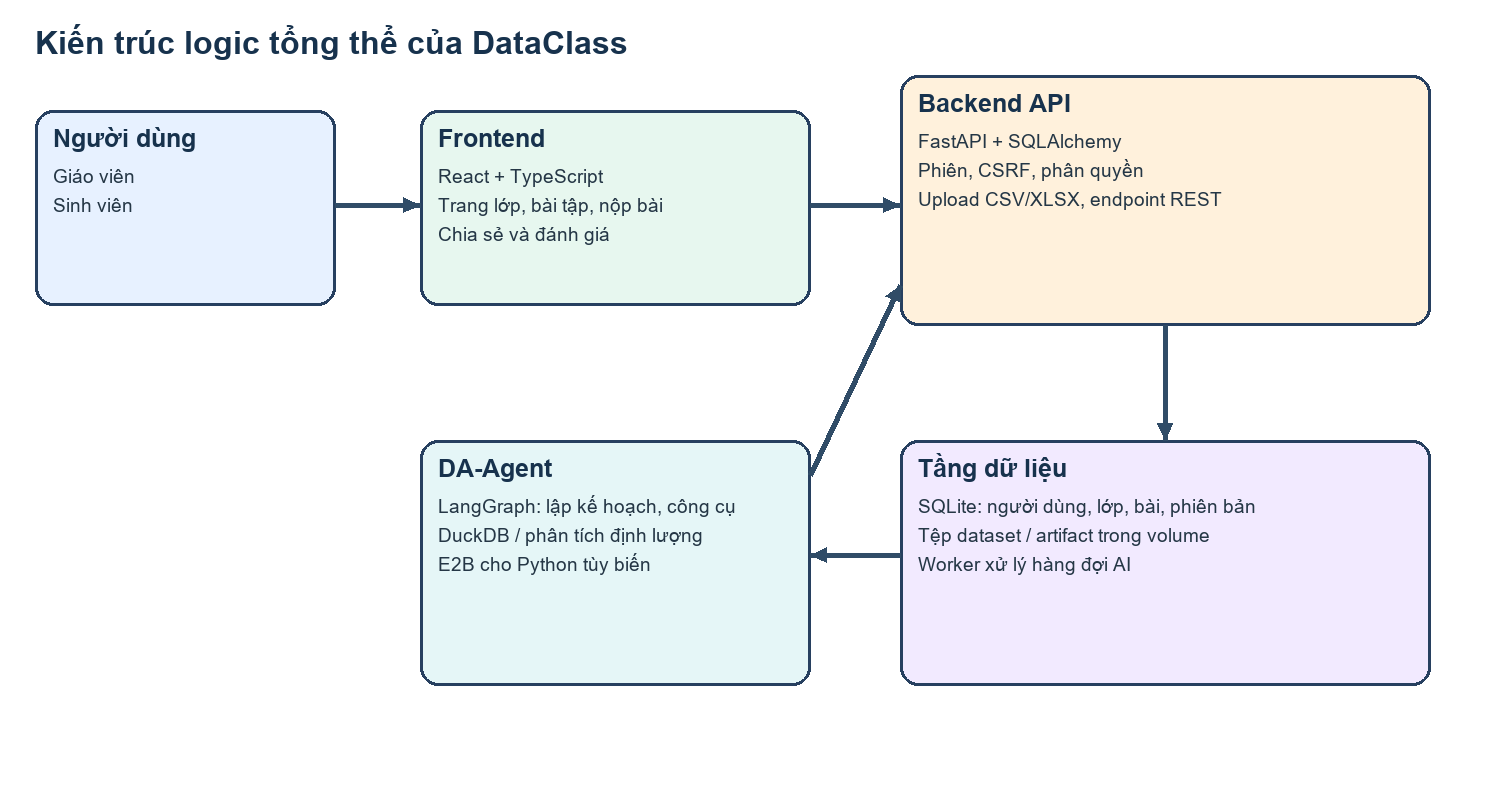 Kiến trúc logic tổng thể của DataClass
Người dùng
Giáo viên
Sinh viên
Frontend
React + TypeScript
Trang lớp, bài tập, nộp bài
Chia sẻ và đánh giá
Backend API
FastAPI + SQLAlchemy
Phiên, CSRF, phân quyền
Upload CSV/XLSX, endpoint REST
DA-Agent
LangGraph: lập kế hoạch, công cụ
DuckDB / phân tích định lượng
E2B cho Python tùy biến
Tầng dữ liệu
SQLite: người dùng, lớp, bài, phiên bản
Tệp dataset / artifact trong volume
Worker xử lý hàng đợi AI